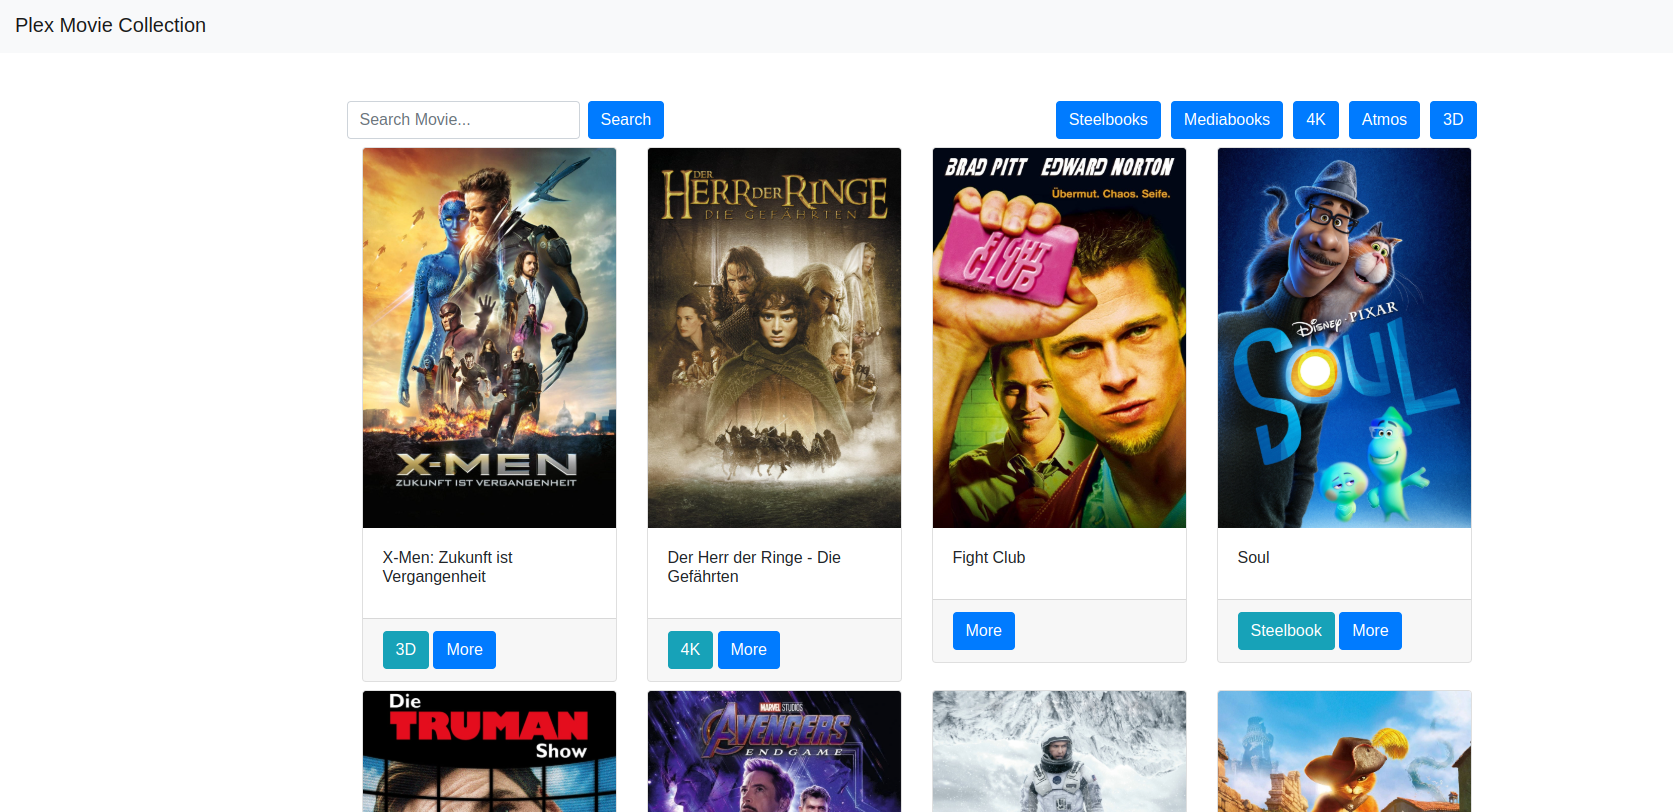 Plex Movie Collection
Search Movie...
Search
Steelbooks
Mediabooks
4K
Atmos
3D
X-MEN
ZUKUNFT IST VERGANGENHEIT
DER
HERR DER RINGE
DIE GEFÄHRTEN
BRAD PITT EDWARD NORTON
Übermut. Chaos. Seife.
FIGHT
CLUB
DISNEY · PIXAR
SOUL
X-Men: Zukunft ist
Vergangenheit
Der Herr der Ringe - Die
Gefährten
Fight Club
Soul
3D
More
4K
More
More
Steelbook
More
Die
TRUMAN
Show
MARVEL STUDIOS
AVENGERS
ENDGAME